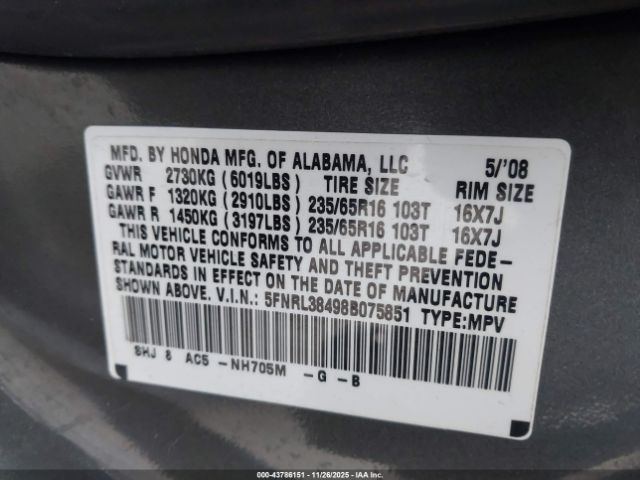 MFD. BY HONDA MFG. OF ALABAMA, LLC 5/'08
GVWR 2730KG (6019LBS) TIRE SIZE RIM SIZE
GAWR F 1320KG (2910LBS) 235/65R16 103T 16X7J
GAWR R 1450KG (3197LBS) 235/65R16 103T 16X7J
THIS VEHICLE CONFORMS TO ALL APPLICABLE FEDE-
RAL MOTOR VEHICLE SAFETY AND THEFT PREVENTION
STANDARDS IN EFFECT ON THE DATE OF MANUFACTURE
SHOWN ABOVE. V.I.N.: 5FNRL38498B075851 TYPE:MPV
SHJ 8 AC5 -NH705M -G -B
000-43786151 - 11/26/2025 - IAA Inc.